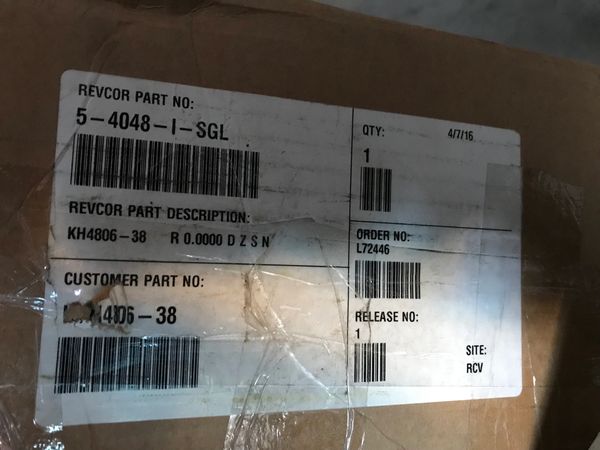 REVCOR PART NO:
5-4048-I-SGL
REVCOR PART DESCRIPTION:
KH4806-38 R 0.0000 D Z S N
CUSTOMER PART NO:
06-38
QTY:
4/7/16
1
ORDER NO:
L72446
RELEASE NO:
1
SITE:
RCV